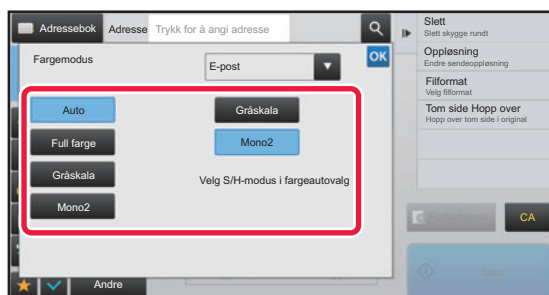 Adressebok
Adresse
Trykk for å angi adresse
Slett
Slett skygge rundt
Oppløsning
Endre sendeoppløsning
Filformat
Velg filformat
Tom side Hopp over
Hopp over tom side i original
Fargemodus
E-post
OK
Auto
Gråskala
Full farge
Mono2
Gråskala
Velg S/H-modus i fargeautovalg
Mono2
CA
Start
Andre